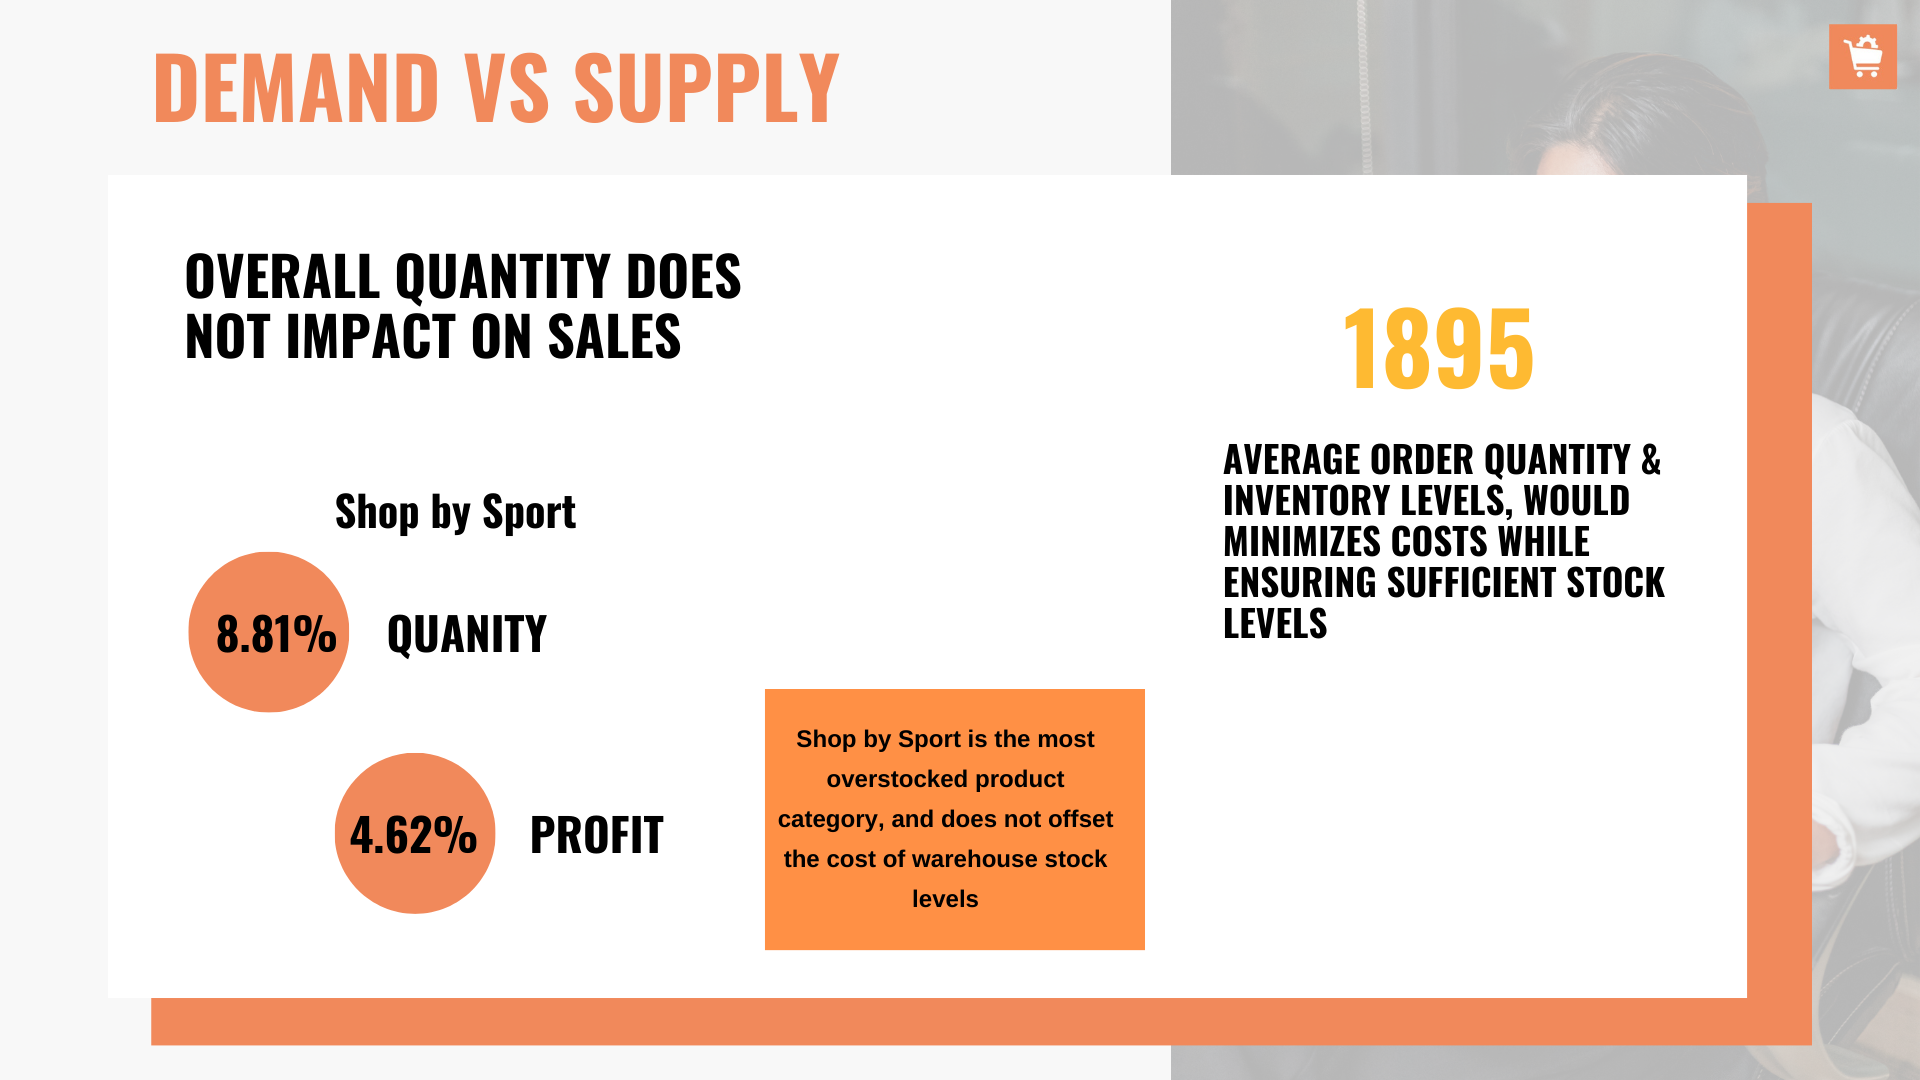 DEMAND VS SUPPLY
OVERALL QUANTITY DOES
NOT IMPACT ON SALES
Shop by Sport
8.81% QUANITY
4.62% PROFIT
Shop by Sport is the most
overstocked product
category, and does not offset
the cost of warehouse stock
levels
1895
AVERAGE ORDER QUANTITY &
INVENTORY LEVELS, WOULD
MINIMIZES COSTS WHILE
ENSURING SUFFICIENT STOCK
LEVELS